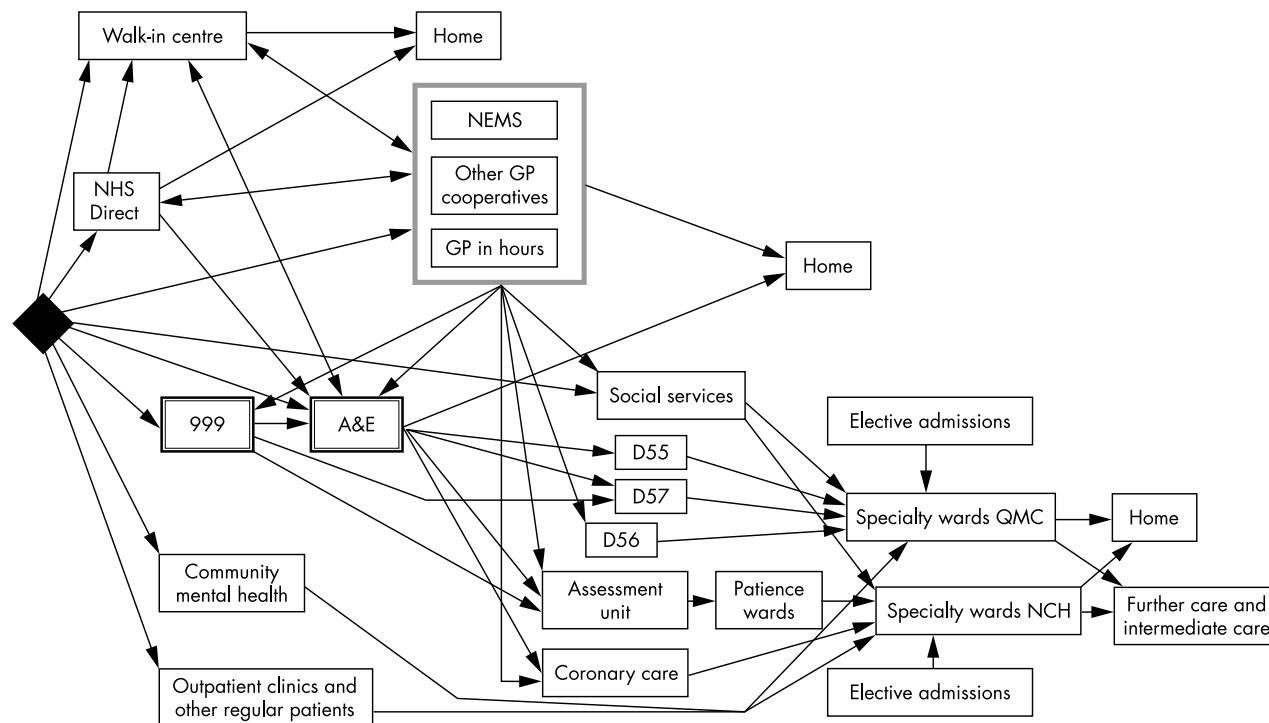 Walk-in centre
Home
NEMS
Other GP
cooperatives
GP in hours
NHS
Direct
Home
999
A&E
Social services
Elective admissions
D55
D57
D56
Specialty wards QMC
Home
Community
mental health
Assessment
unit
Patience
wards
Specialty wards NCH
Further care and
intermediate care
Coronary care
Outpatient clinics and
other regular patients
Elective admissions